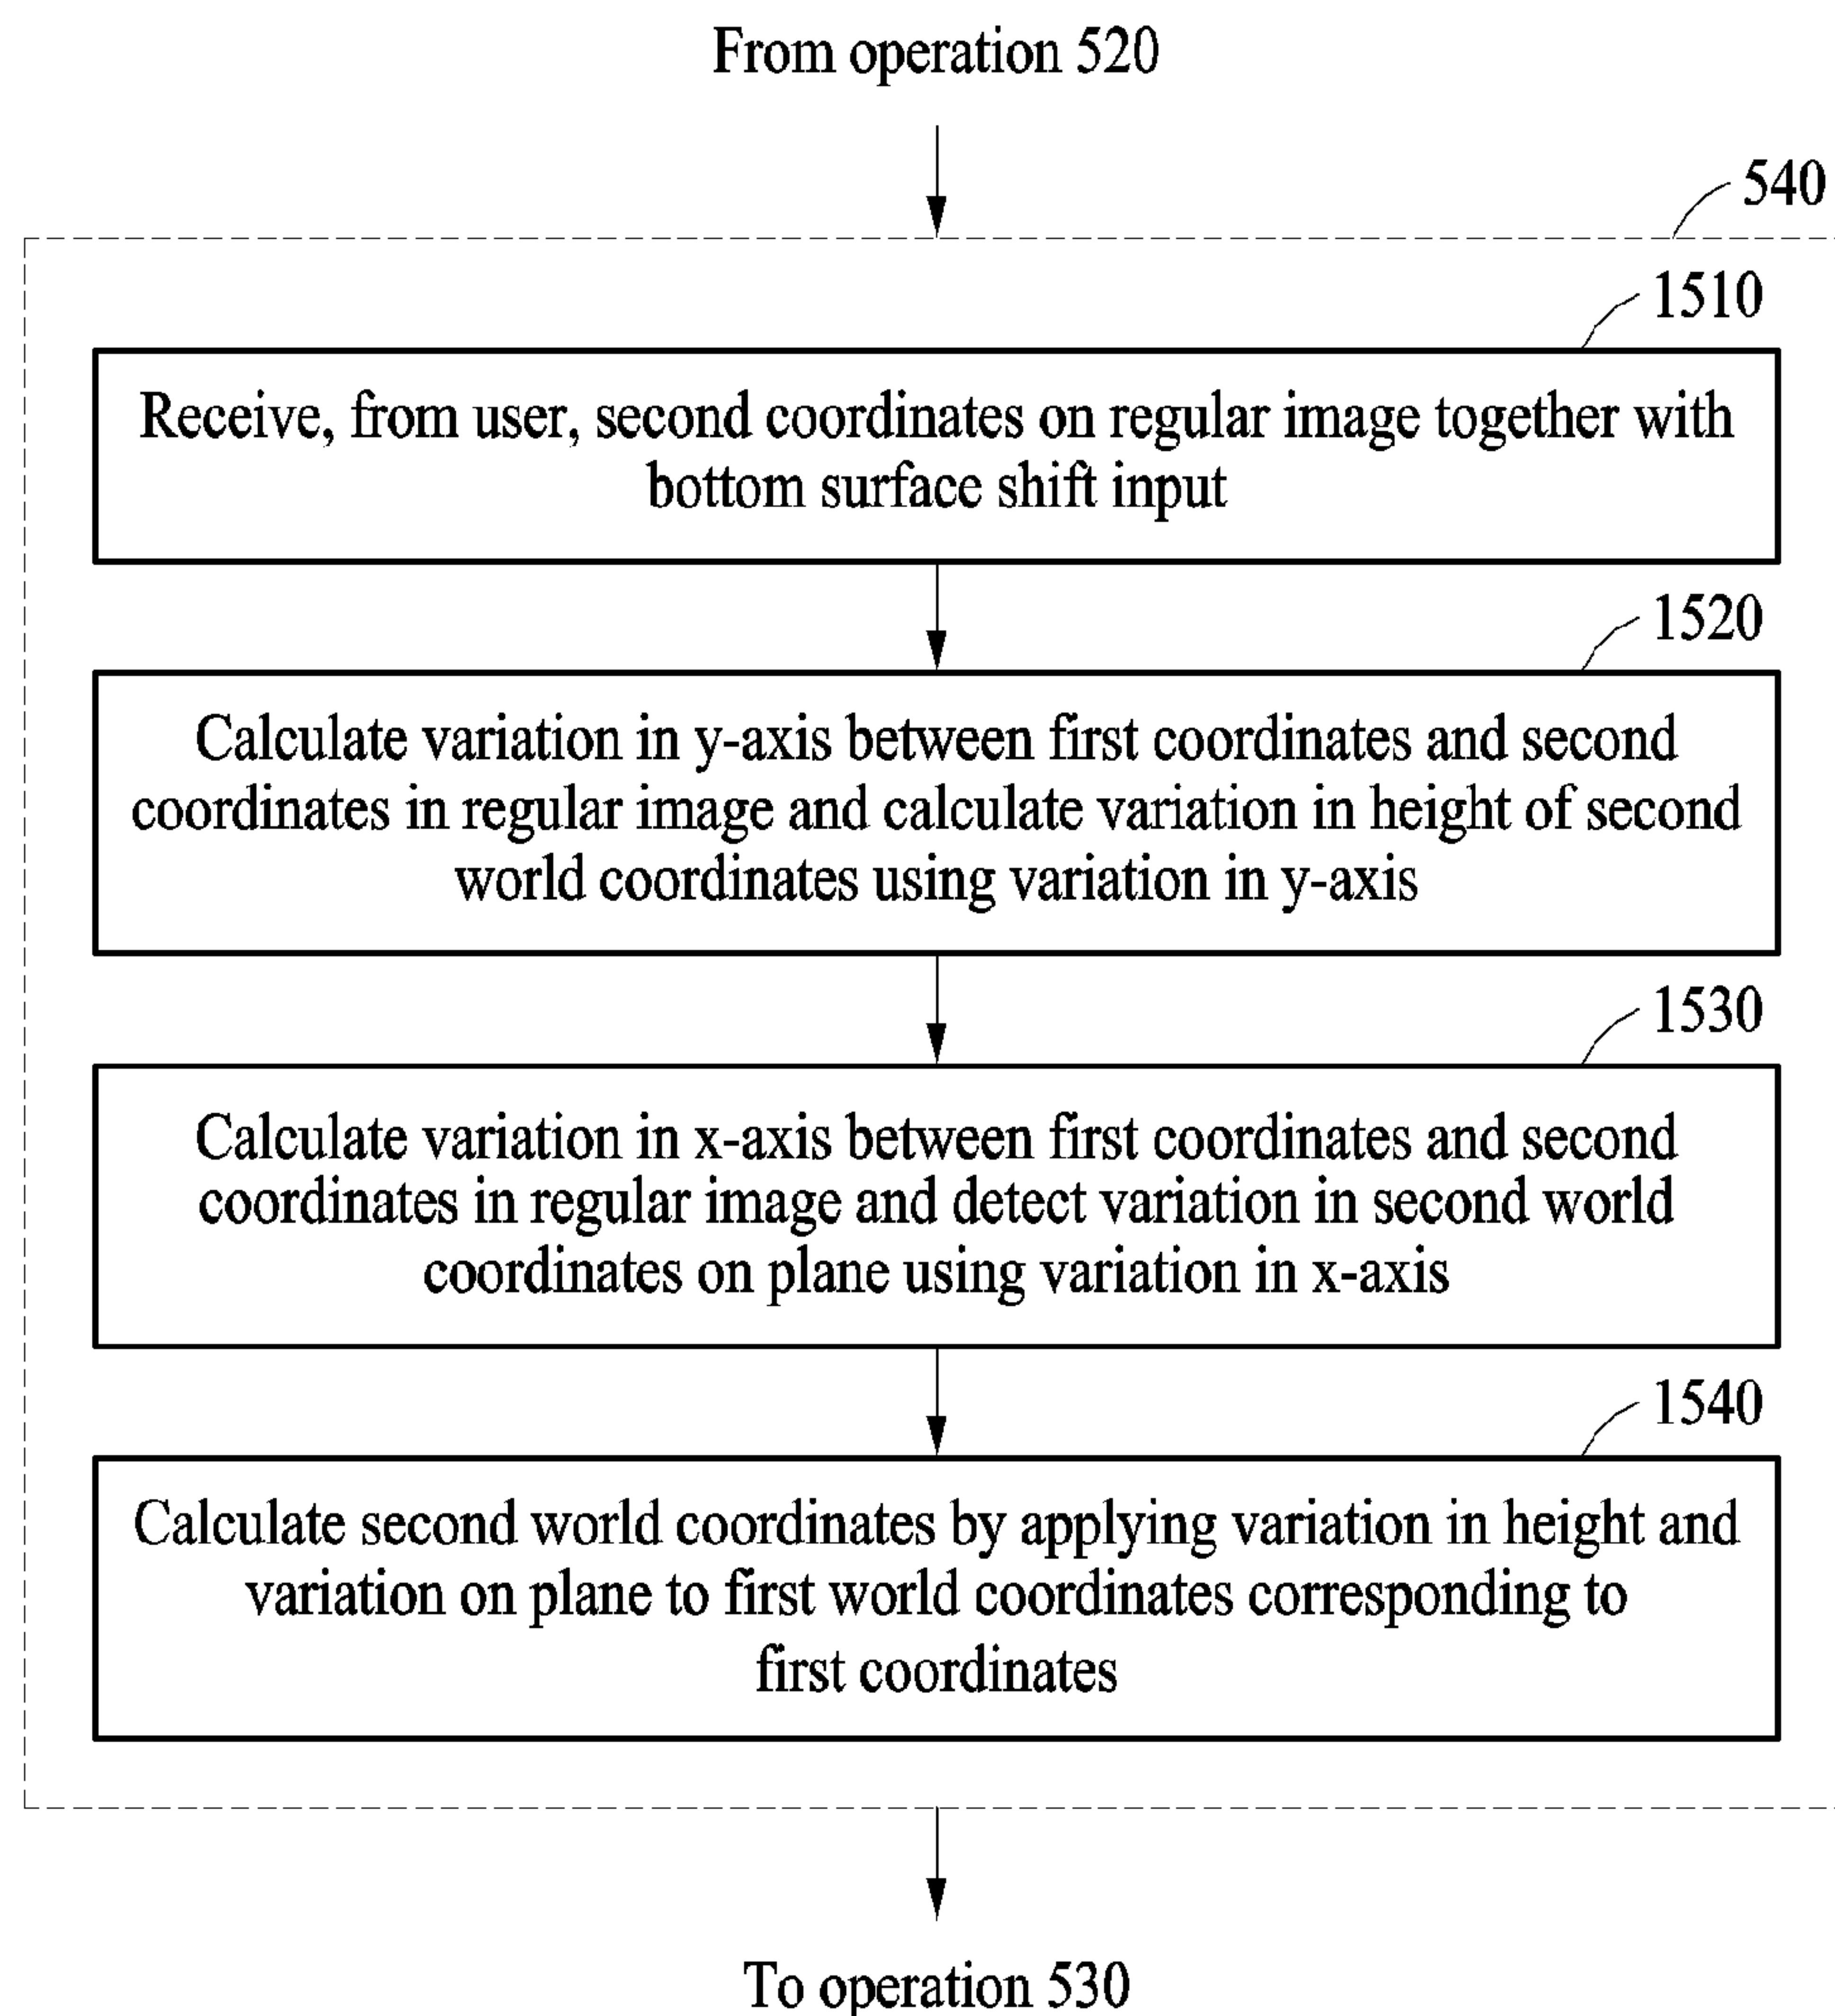 From operation 520
540
1510
Receive, from user, second coordinates on regular image together with
bottom surface shift input
1520
Calculate variation in y-axis between first coordinates and second
coordinates in regular image and calculate variation in height of second
world coordinates using variation in y-axis
1530
Calculate variation in x-axis between first coordinates and second
coordinates in regular image and detect variation in second world
coordinates on plane using variation in x-axis
1540
Calculate second world coordinates by applying variation in height and
variation on plane to first world coordinates corresponding to
first coordinates
To operation 530